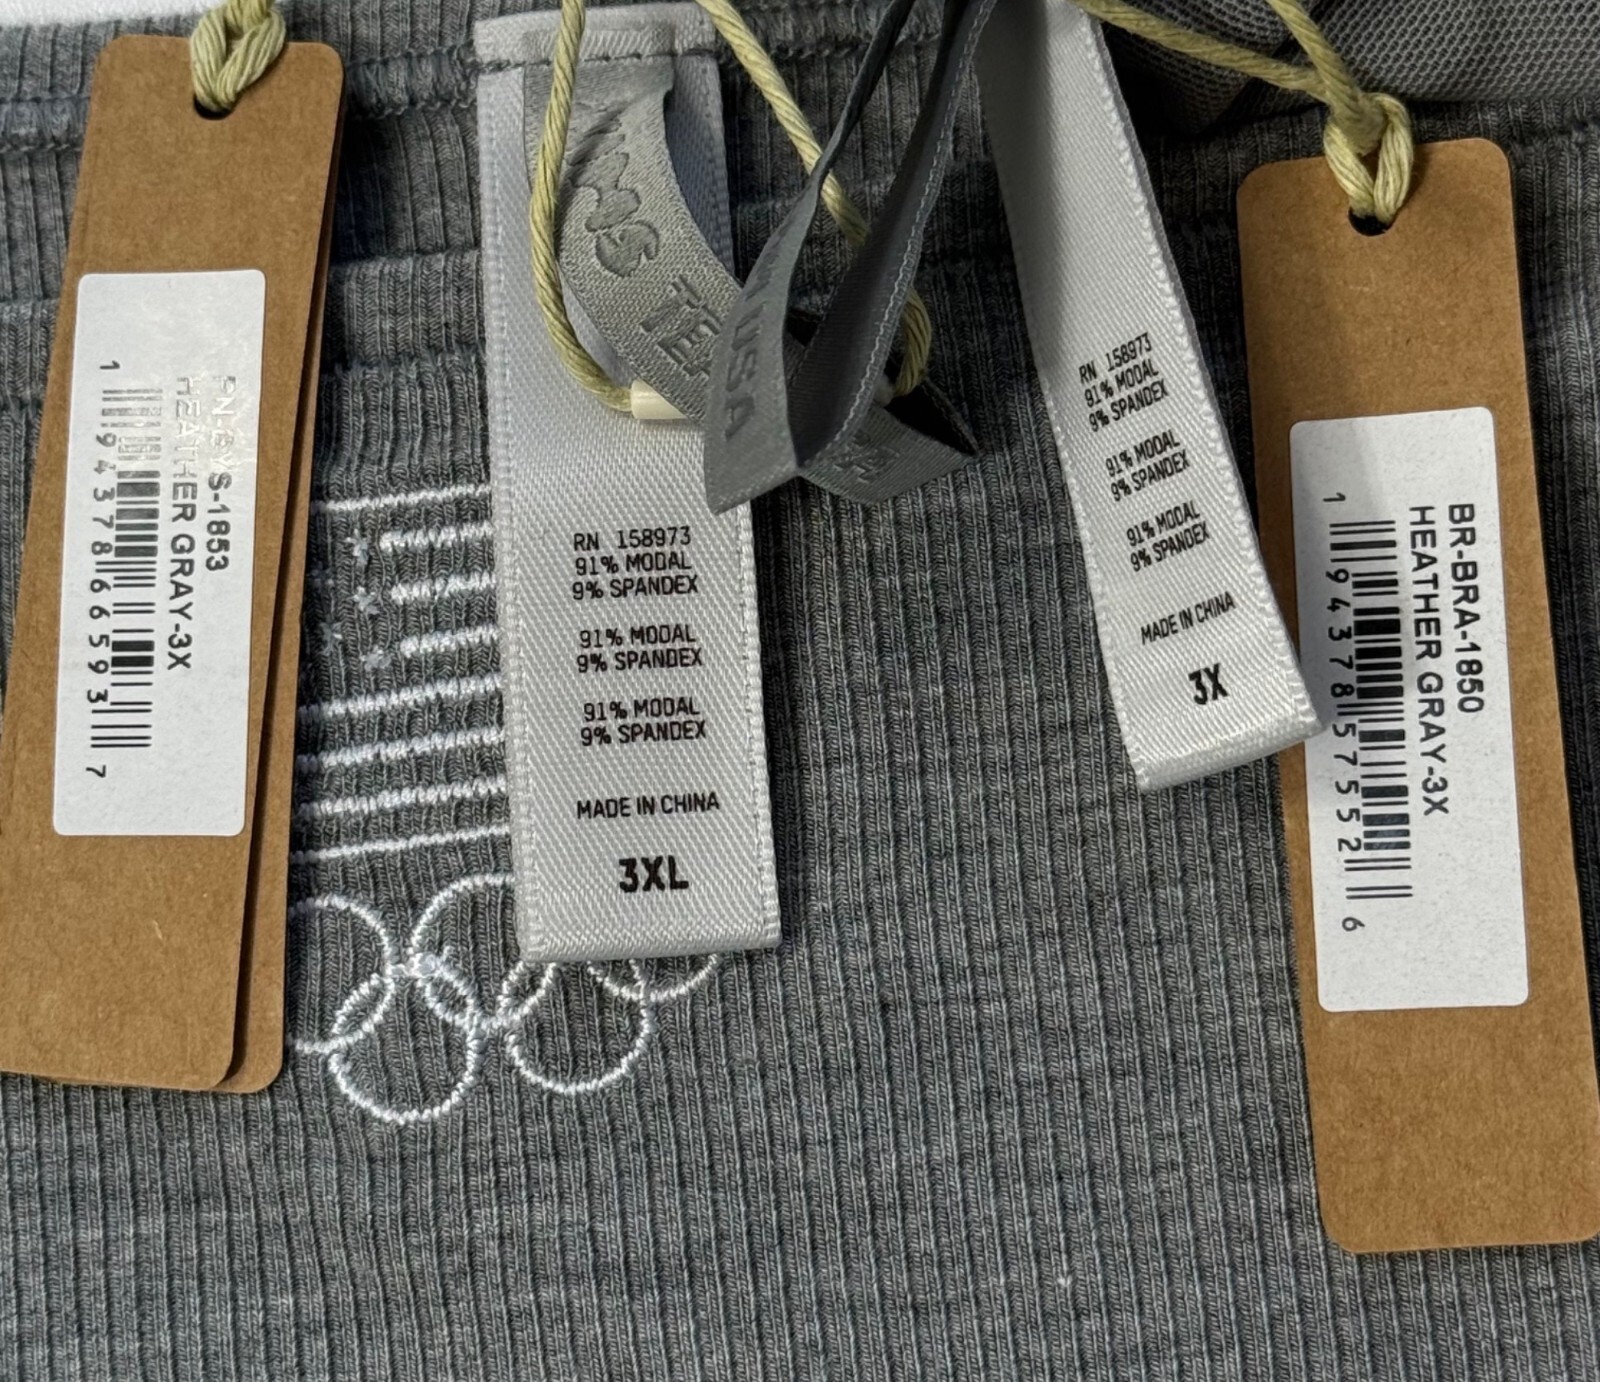 PN-BYS-1853
HEATHER GRAY-3X
1 94378 66593 7
RN 158973
91% MODAL
9% SPANDEX
91% MODAL
9% SPANDEX
91% MODAL
9% SPANDEX
MADE IN CHINA
3XL
USA
RN 158973
91% MODAL
9% SPANDEX
91% MODAL
9% SPANDEX
91% MODAL
9% SPANDEX
MADE IN CHINA
3X
BR-BRA-1850
HEATHER GRAY-3X
1 94378 57552 6